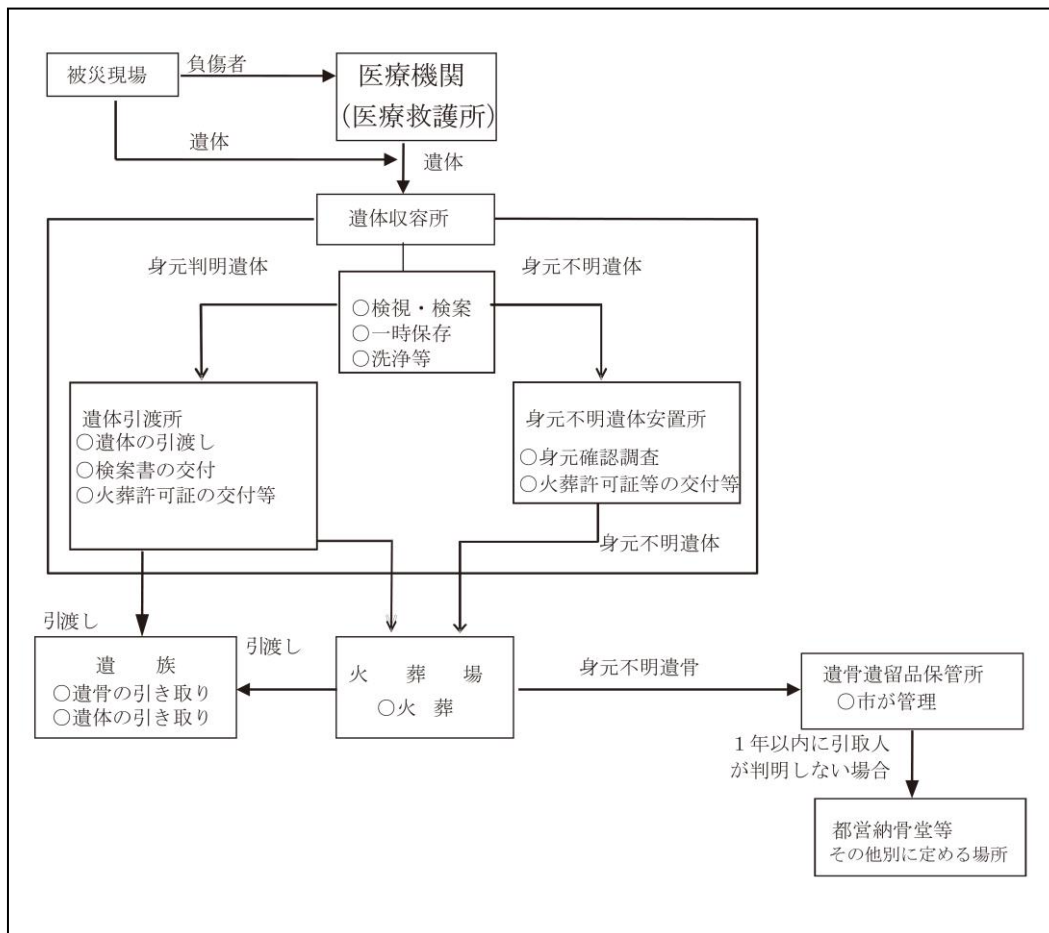 被災現場
負傷者
医療機関
（医療救護所）
遺体
遺体
遺体収容所
身元判明遺体
身元不明遺体
○検視・検案
○一時保存
○洗浄等
遺体引渡所
○遺体の引渡し
○検案書の交付
○火葬許可証の交付等
身元不明遺体安置所
○身元確認調査
○火葬許可証等の交付等
身元不明遺体
引渡し
引渡し
遺　族
○遺骨の引き取り
○遺体の引き取り
火　葬　場
○火　葬
身元不明遺骨
遺骨遺留品保管所
○市が管理
１年以内に引取人
が判明しない場合
都営納骨堂等
その他別に定める場所